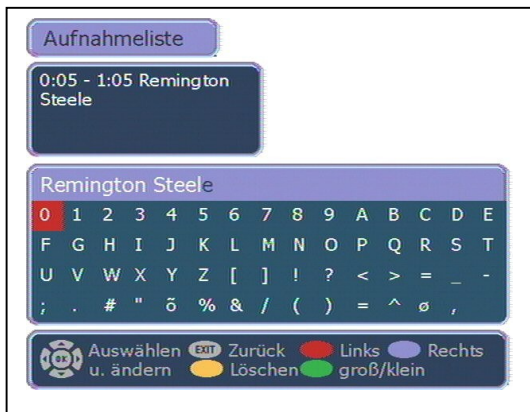 Aufnahmeliste
0:05 - 1:05 Remington
Steele
Remington Steele
0 1 2 3 4 5 6 7 8 9 A B C D E
F G H I J K L M N O P Q R S T
U V W X Y Z [ ] ! ? < > = _ -
; . # " õ % & / ( ) = ^ ø ,
OK Auswählen EXIT Zurück Links Rechts
u. ändern Löschen groß/klein